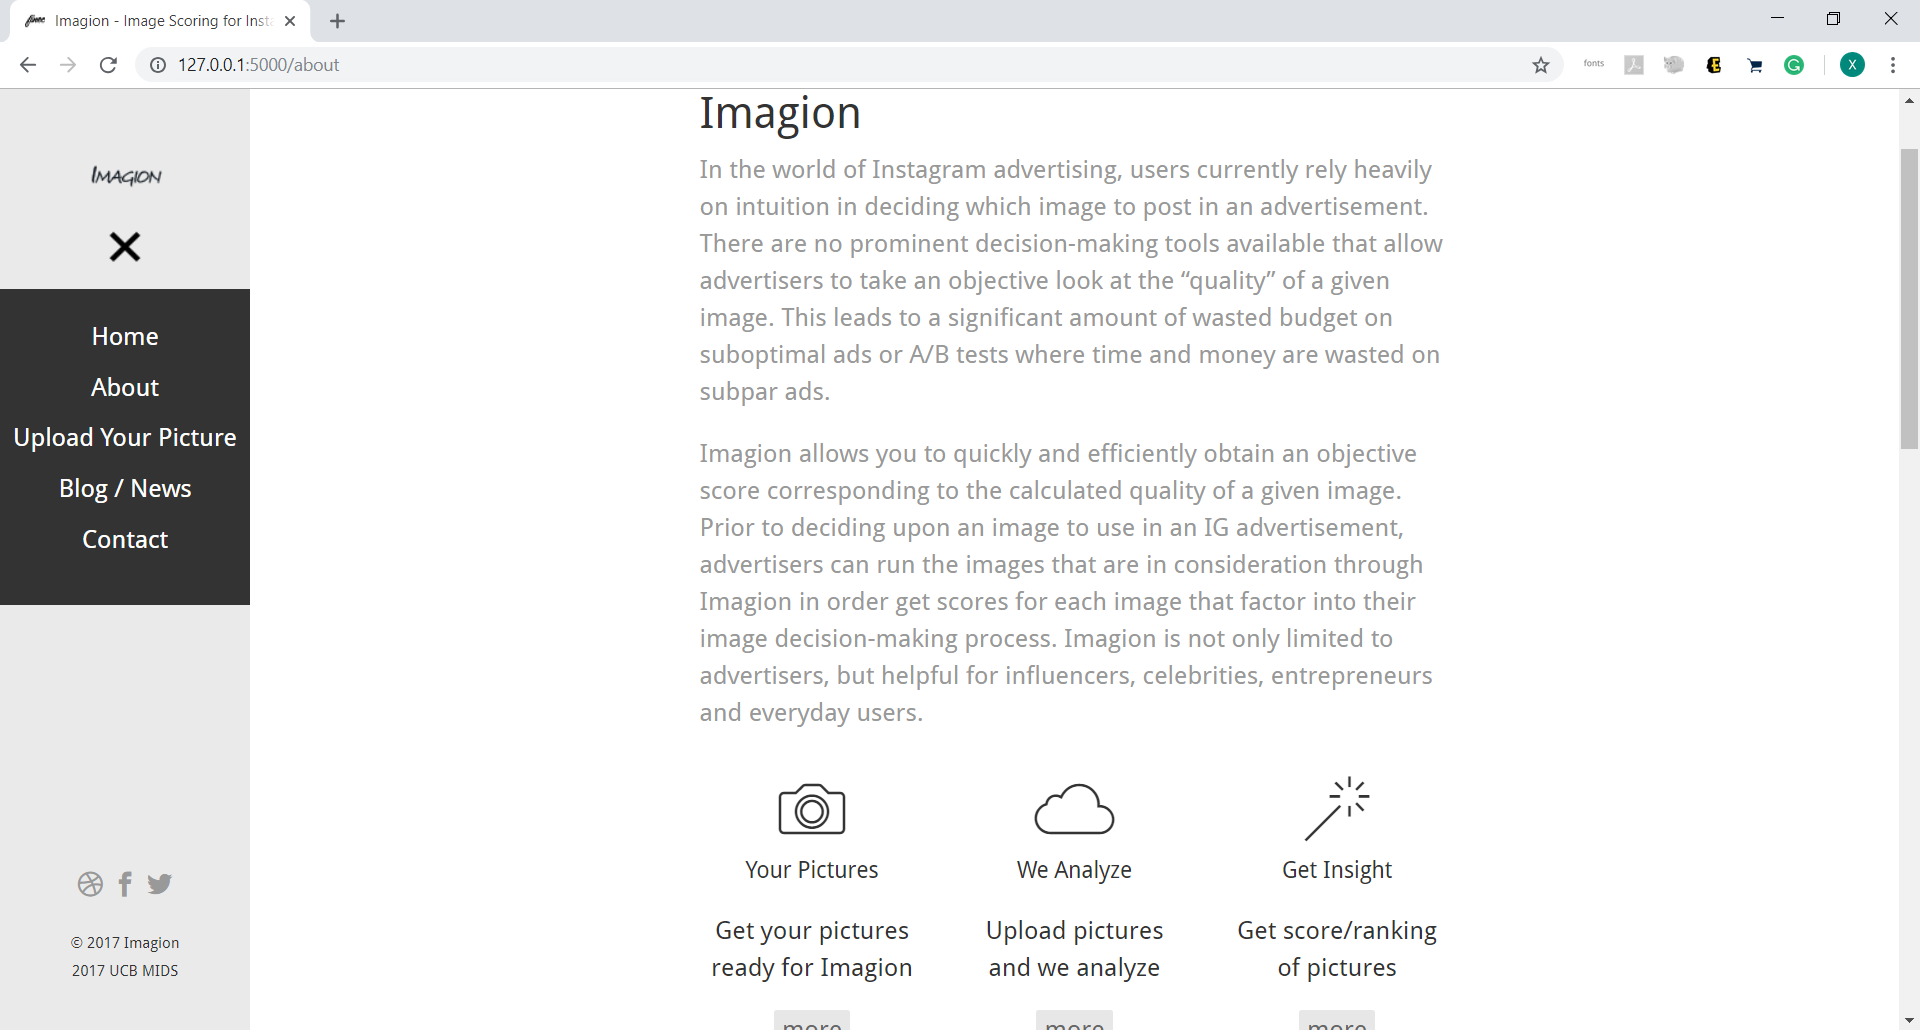 Imagion - Image Scoring for Inst
127.0.0.1:5000/about
fonts
X
IMAGION
Home
About
Upload Your Picture
Blog / News
Contact
© 2017 Imagion
2017 UCB MIDS
Imagion
In the world of Instagram advertising, users currently rely heavily
on intuition in deciding which image to post in an advertisement.
There are no prominent decision-making tools available that allow
advertisers to take an objective look at the “quality” of a given
image. This leads to a significant amount of wasted budget on
suboptimal ads or A/B tests where time and money are wasted on
subpar ads.
Imagion allows you to quickly and efficiently obtain an objective
score corresponding to the calculated quality of a given image.
Prior to deciding upon an image to use in an IG advertisement,
advertisers can run the images that are in consideration through
Imagion in order get scores for each image that factor into their
image decision-making process. Imagion is not only limited to
advertisers, but helpful for influencers, celebrities, entrepreneurs
and everyday users.
Your Pictures
We Analyze
Get Insight
Get your pictures
ready for Imagion
Upload pictures
and we analyze
Get score/ranking
of pictures
more
more
more